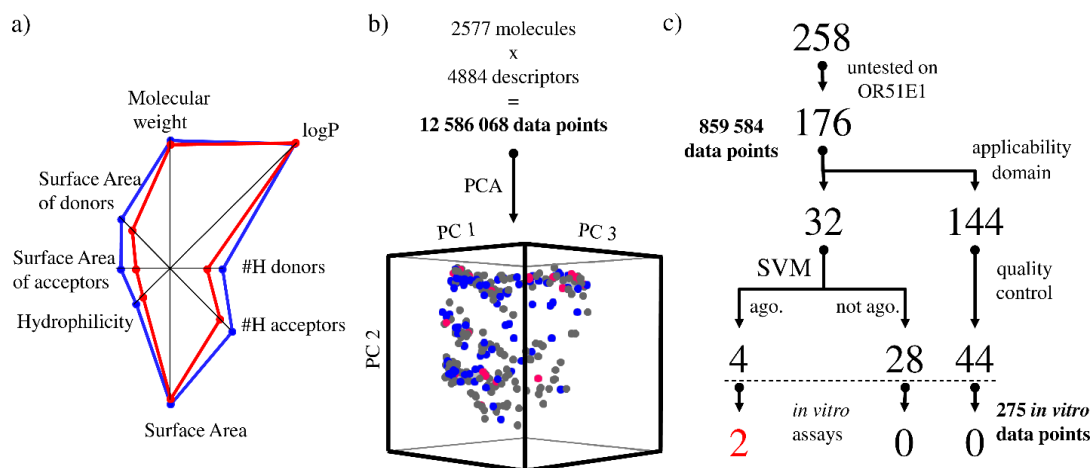 a)
Molecular
weight
logP
Surface Area
of donors
Surface Area
of acceptors
#H donors
Hydrophilicity
#H acceptors
Surface Area
b)
2577 molecules
x
4884 descriptors
=
12 586 068 data points
PCA
PC 1
PC 3
PC 2
c)
258
untested on
OR51E1
859 584
data points
176
applicability
domain
32
144
SVM
quality
control
ago.
not ago.
4
28
44
in vitro
assays
275 in vitro
data points
2
0
0